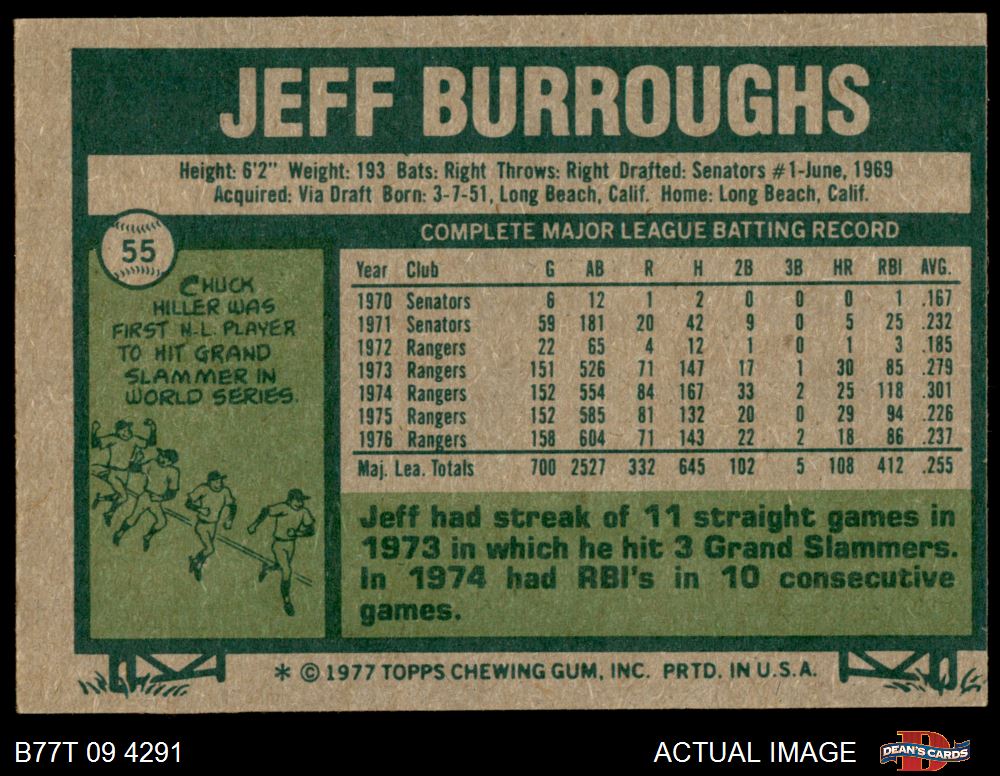 JEFF BURROUGHS
Height: 6'2" Weight: 193 Bats: Right Throws: Right Drafted: Senators #1-June, 1969
Acquired: Via Draft Born: 3-7-51, Long Beach, Calif. Home: Long Beach, Calif.
55
CHUCK
HILLER WAS
FIRST N.L. PLAYER
TO HIT GRAND
SLAMMER IN
WORLD SERIES.
COMPLETE MAJOR LEAGUE BATTING RECORD
Year Club G AB R H 2B 3B HR RBI AVG.
1970 Senators 6 12 1 2 0 0 0 1 .167
1971 Senators 59 181 20 42 9 0 5 25 .232
1972 Rangers 22 65 4 12 1 0 1 3 .185
1973 Rangers 151 526 71 147 17 1 30 85 .279
1974 Rangers 152 554 84 167 33 2 25 118 .301
1975 Rangers 152 585 81 132 20 0 29 94 .226
1976 Rangers 158 604 71 143 22 2 18 86 .237
Maj. Lea. Totals 700 2527 332 645 102 5 108 412 .255
Jeff had streak of 11 straight games in
1973 in which he hit 3 Grand Slammers.
In 1974 had RBI's in 10 consecutive
games.
* © 1977 TOPPS CHEWING GUM, INC. PRTD. IN U.S.A.
B77T 09 4291
ACTUAL IMAGE
D
DEAN'S CARDS